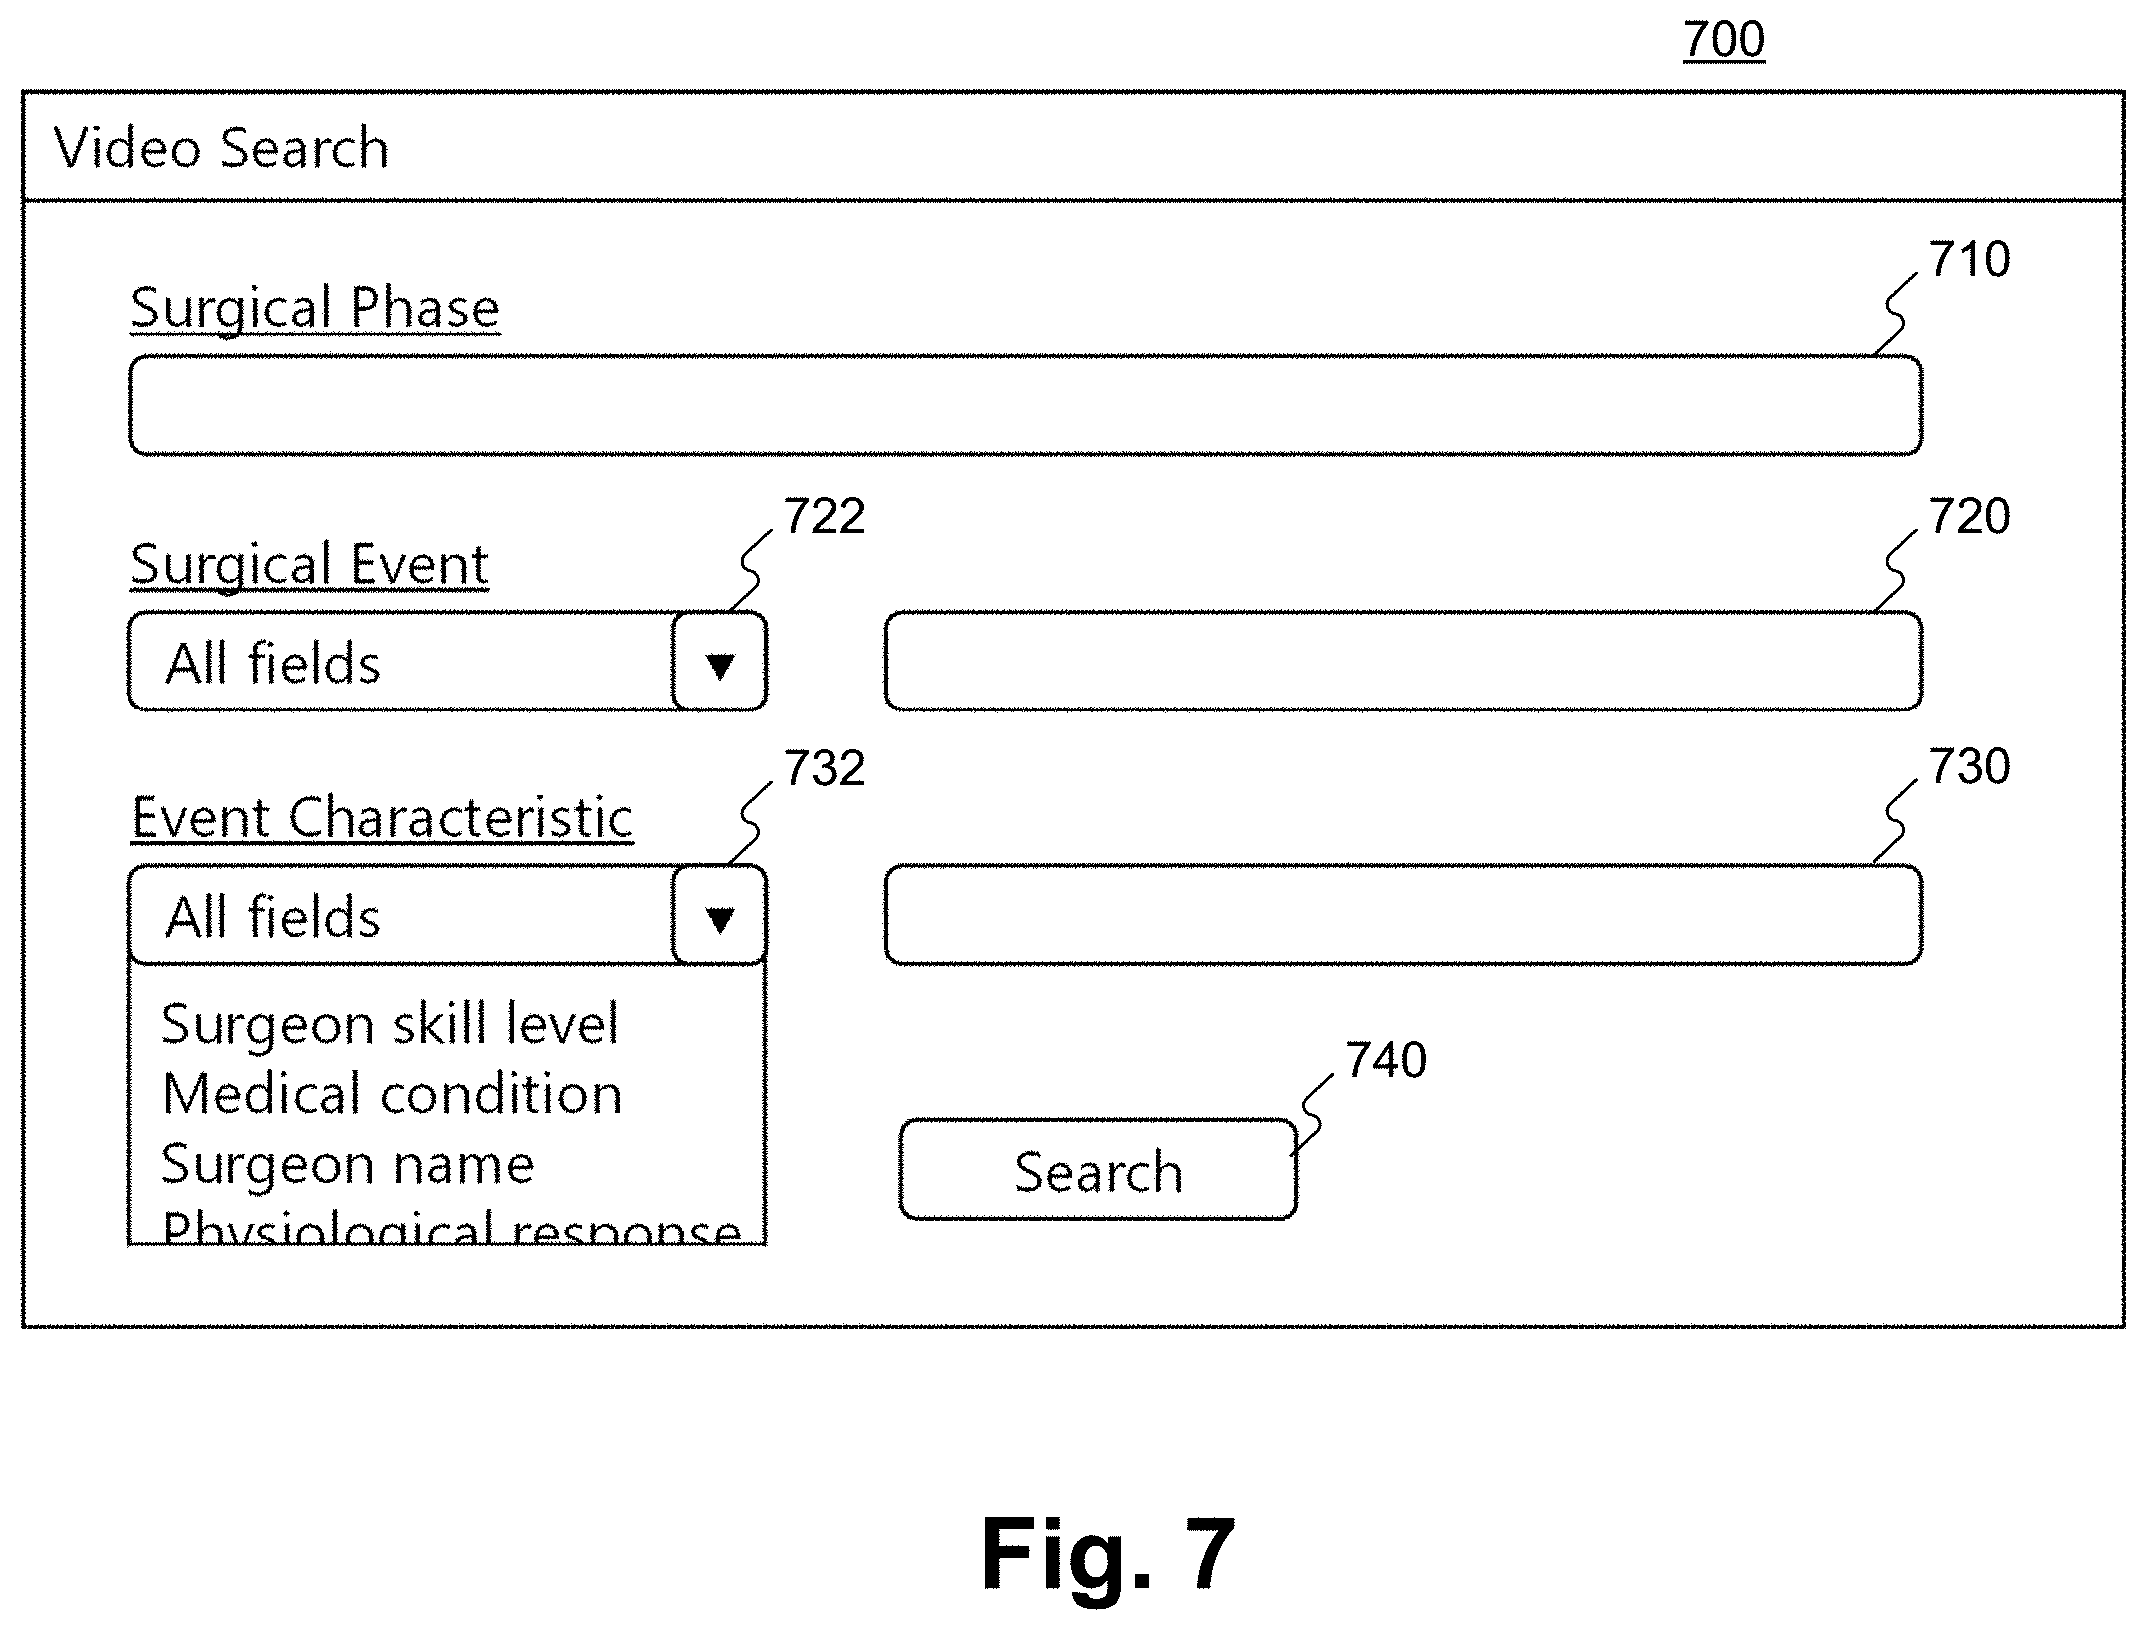 700
Video Search
710
Surgical Phase
722
720
Surgical Event
All fields
732
730
Event Characteristic
All fields
Surgeon skill level
Medical condition
740
Search
Surgeon name
Physiological response
Fig. 7